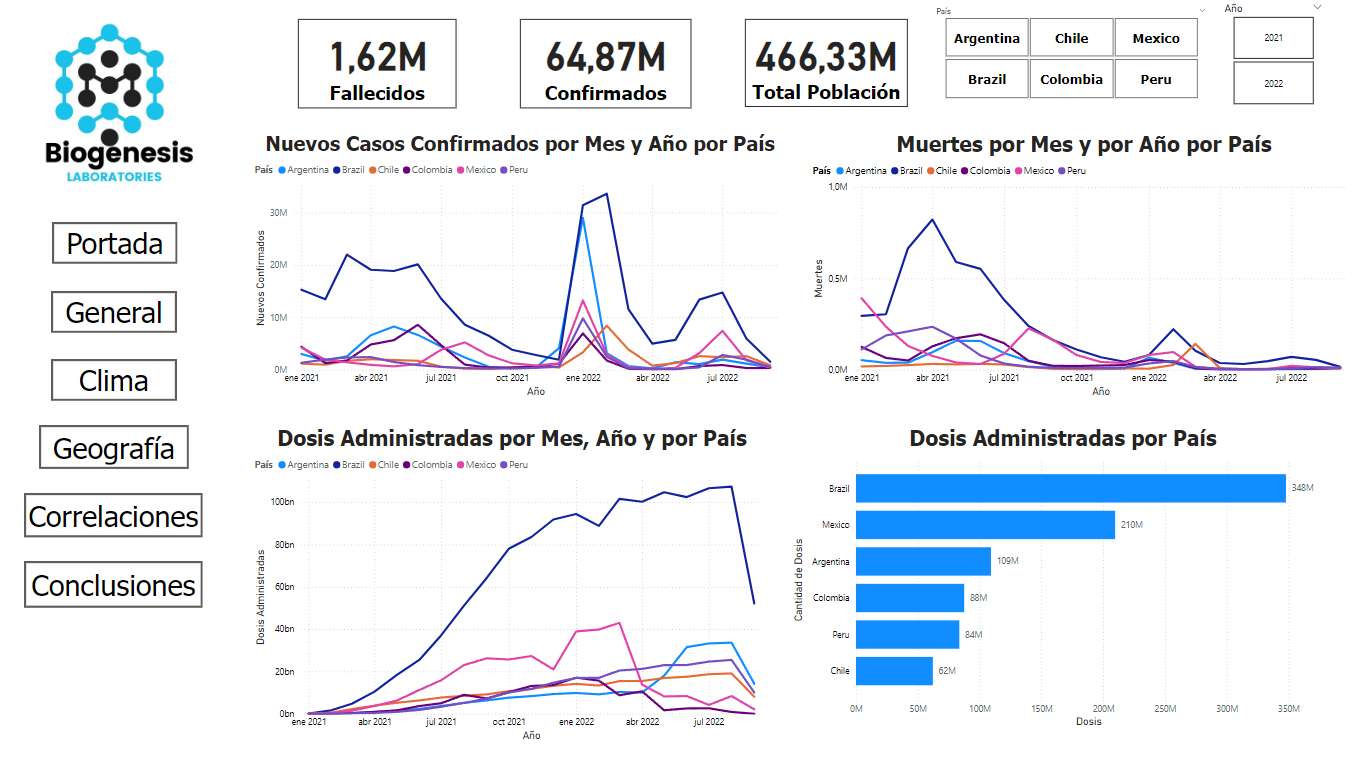 Biogenesis
LABORATORIES
Portada
General
Clima
Geografía
Correlaciones
Conclusiones
1,62M
Fallecidos
64,87M
Confirmados
466,33M
Total Población
País
Argentina Chile Mexico
Brazil Colombia Peru
Año
2021
2022
Nuevos Casos Confirmados por Mes y Año por País
País Argentina Brazil Chile Colombia Mexico Peru
Nuevos Confirmados
30M
20M
10M
0M
ene 2021 abr 2021 jul 2021 oct 2021 ene 2022 abr 2022 jul 2022
Año
Muertes por Mes y por Año por País
País Argentina Brazil Chile Colombia Mexico Peru
Muertes
1,0M
0,5M
0,0M
ene 2021 abr 2021 jul 2021 oct 2021 ene 2022 abr 2022 jul 2022
Año
Dosis Administradas por Mes, Año y por País
País Argentina Brazil Chile Colombia Mexico Peru
Dosis Administradas
100bn
80bn
60bn
40bn
20bn
0bn
ene 2021 abr 2021 jul 2021 oct 2021 ene 2022 abr 2022 jul 2022
Año
Dosis Administradas por País
Cantidad de Dosis
Brazil 348M
Mexico 210M
Argentina 109M
Colombia 88M
Peru 84M
Chile 62M
0M 50M 100M 150M 200M 250M 300M 350M
Dosis